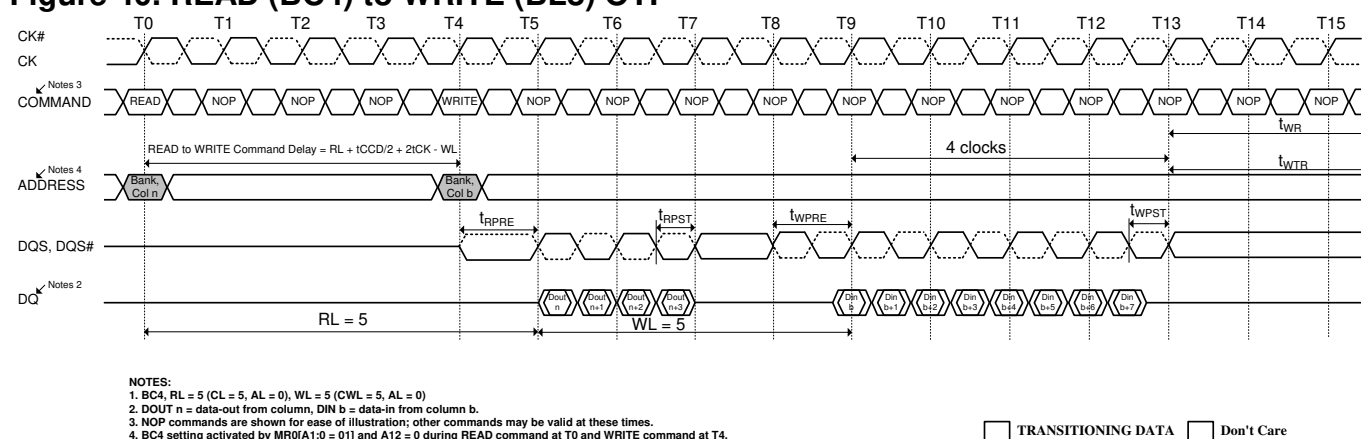 T0 T1 T2 T3 T4 T5 T6 T7 T8 T9 T10 T11 T12 T13 T14 T15
CK#
CK
Notes 3
COMMAND READ NOP NOP NOP WRITE NOP NOP NOP NOP NOP NOP NOP NOP NOP NOP NOP
tWR
READ to WRITE Command Delay = RL + tCCD/2 + 2tCK - WL
4 clocks
tWTR
Notes 4
ADDRESS
Bank, Col n
Bank, Col b
tRPRE tRPST tWPRE tWPST
DQS, DQS#
Notes 2
DQ
Dout n Dout n+1 Dout n+2 Dout n+3 Din b Din b+1 Din b+2 Din b+3 Din b+4 Din b+5 Din b+6 Din b+7
RL = 5 WL = 5
NOTES:
1. BC4, RL = 5 (CL = 5, AL = 0), WL = 5 (CWL = 5, AL = 0)
2. DOUT n = data-out from column, DIN b = data-in from column b.
3. NOP commands are shown for ease of illustration; other commands may be valid at these times.
4. BC4 setting activated by MR0[A1:0 = 01] and A12 = 0 during READ command at T0 and WRITE command at T4.
TRANSITIONING DATA Don't Care